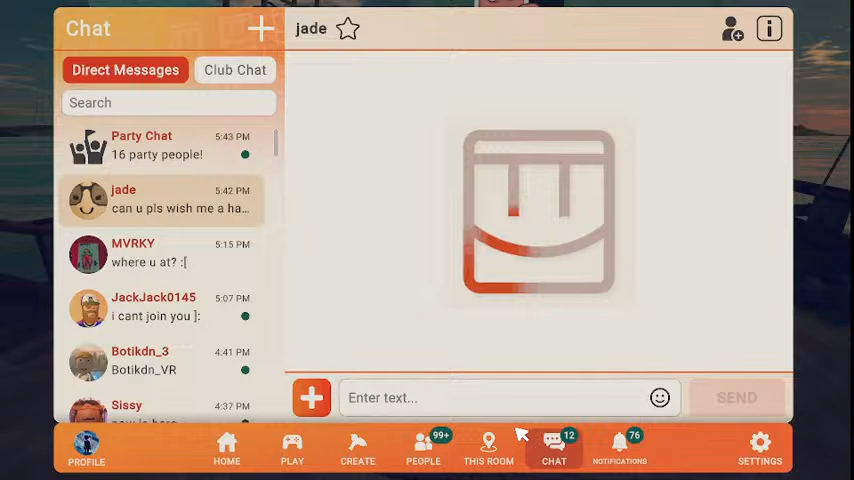 Chat
jade
Direct Messages
Club Chat
Search
Party Chat
5:43 PM
16 party people!
jade
5:42 PM
can u pls wish me a ha...
MVRKY
5:15 PM
where u at? :[
JackJack0145
5:07 PM
i cant join you ]:
Botikdn_3
4:41 PM
Botikdn_VR
Sissy
4:37 PM
Enter text...
SEND
PROFILE
HOME
PLAY
CREATE
99+
PEOPLE
THIS ROOM
12
CHAT
76
NOTIFICATIONS
SETTINGS